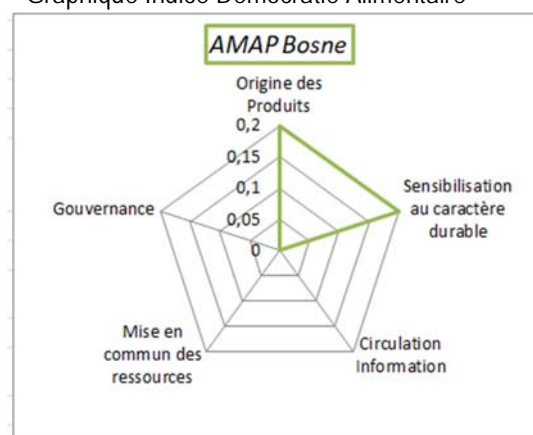 Graphique Indice Démocratie Alimentaire
AMAP Bosne
Origine des
Produits
0,2
0,15
0,1
0,05
0
Sensibilisation
au caractère
durable
Circulation
Information
Mise en
commun des
ressources
Gouvernance